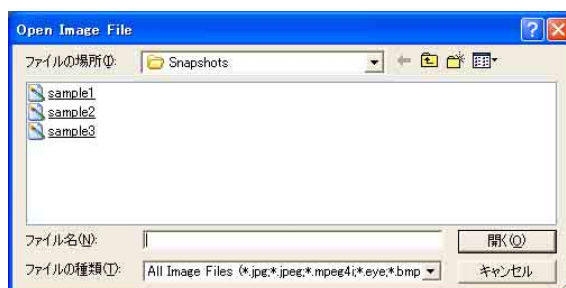 Open Image File
ファイルの場所(I):
Snapshots
sample1
sample2
sample3
ファイル名(N):
開く(O)
ファイルの種類(T):
All Image Files (*.jpg;*.jpeg;*.mpeg4i;*.eye;*.bmp
キャンセル